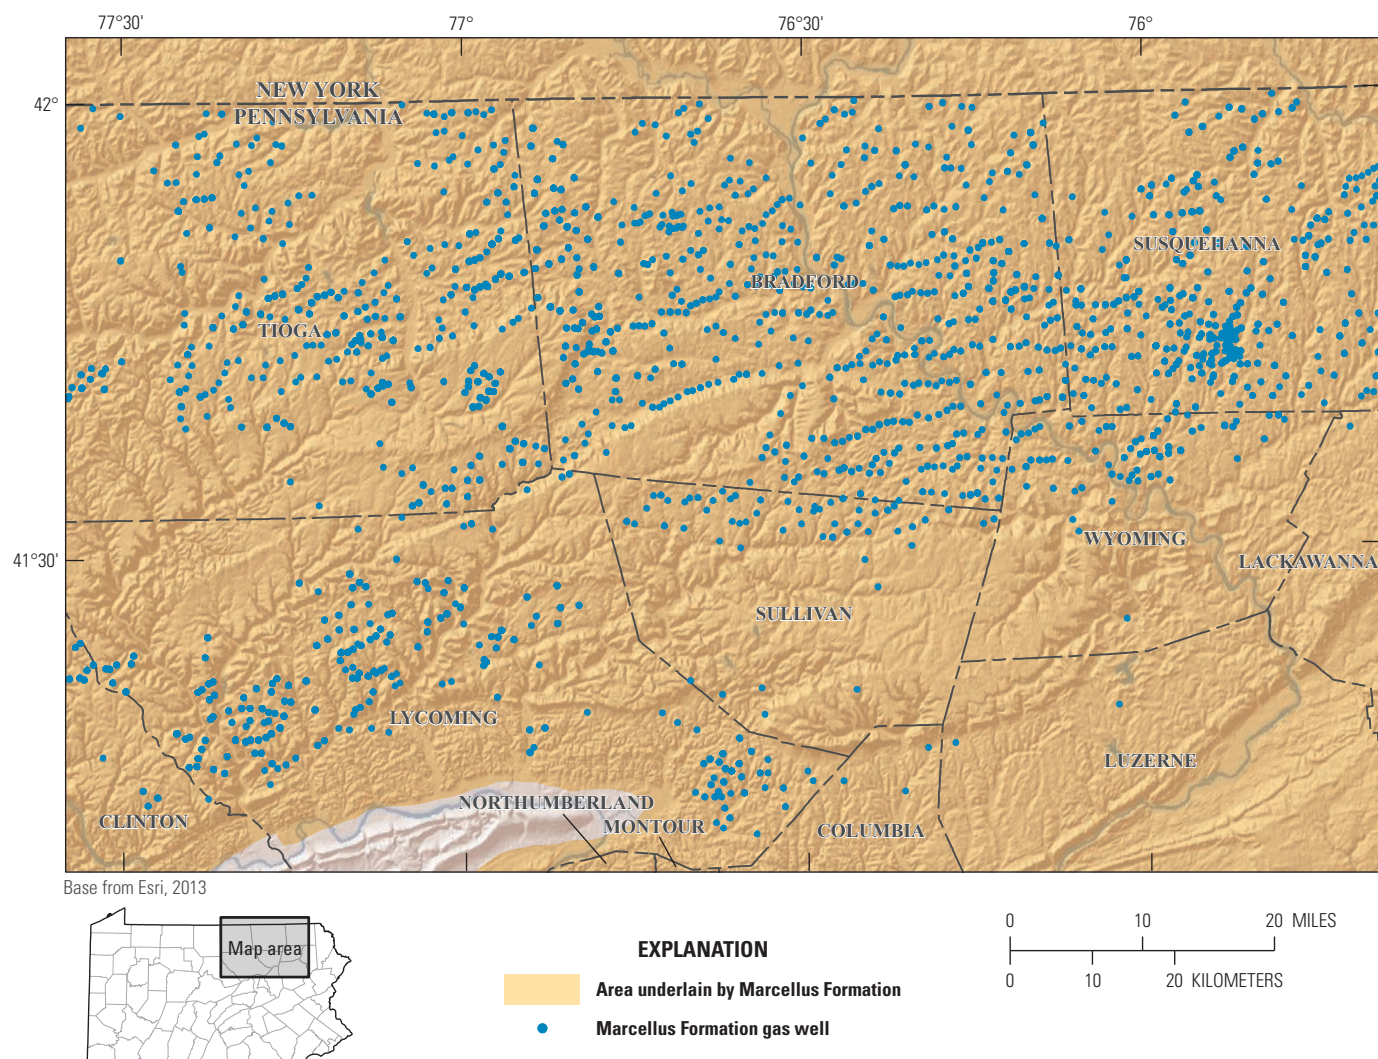 77°30'
77°
76°30'
76°
42°
NEW YORK
PENNSYLVANIA
SUSQUEHANNA
BRADFORD
TIOGA
WYOMING
41°30'
LACKAWANNA
SULLIVAN
LYCOMING
LUZERNE
NORTHUMBERLAND
CLINTON
MONTOUR
COLUMBIA
Base from Esri, 2013
Map area
EXPLANATION
Area underlain by Marcellus Formation
Marcellus Formation gas well
0 10 20 MILES
0 10 20 KILOMETERS